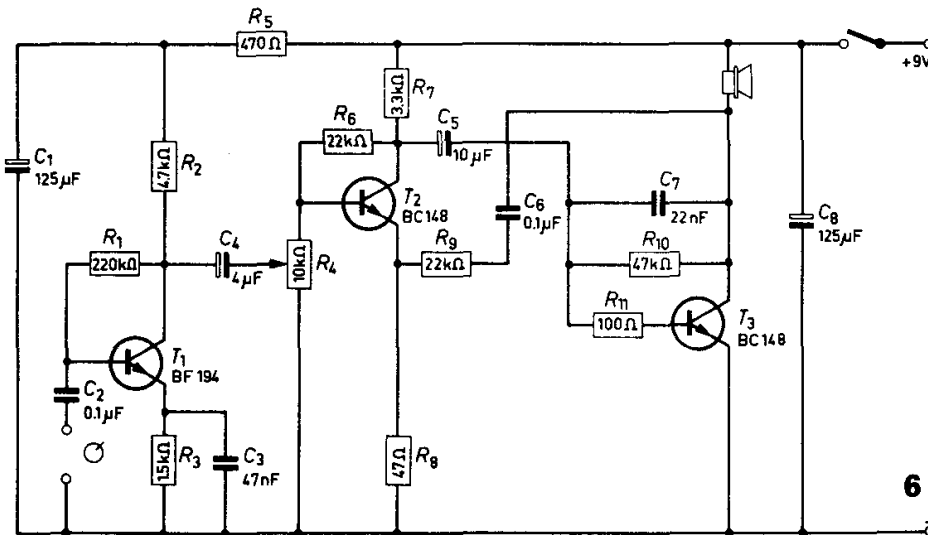 R5
470Ω
+9V
R7
3.3kΩ
R6
22kΩ
C5
10µF
C1
125µF
R2
4.7kΩ
T2
BC148
C6
0.1µF
C7
22nF
C8
125µF
R1
220kΩ
C4
4µF
R4
10kΩ
R9
22kΩ
R10
47kΩ
R11
100Ω
T3
BC148
T1
BF194
C2
0.1µF
R3
1.5kΩ
C3
47nF
R8
47Ω
6